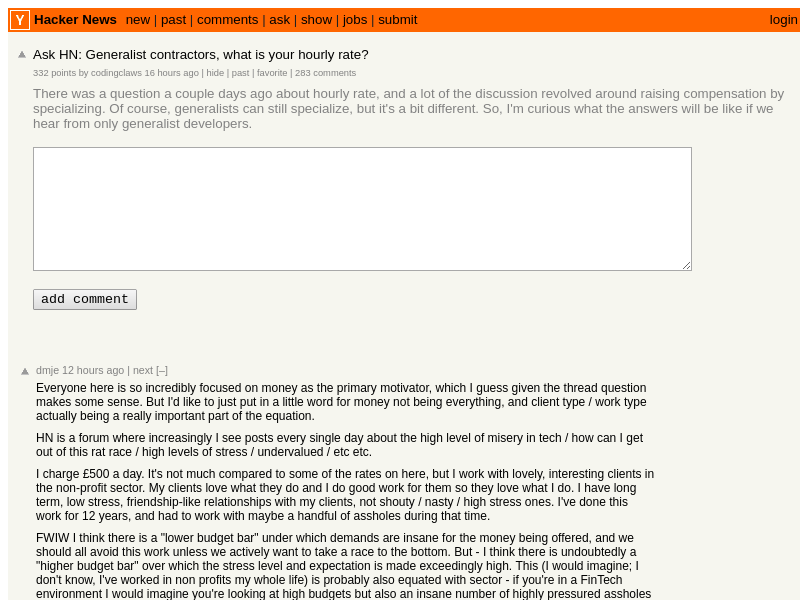 Y Hacker News new | past | comments | ask | show | jobs | submit login
Ask HN: Generalist contractors, what is your hourly rate?
332 points by codingclaws 16 hours ago | hide | past | favorite | 283 comments
There was a question a couple days ago about hourly rate, and a lot of the discussion revolved around raising compensation by
specializing. Of course, generalists can still specialize, but it's a bit different. So, I'm curious what the answers will be like if we
hear from only generalist developers.
add comment
dmje 12 hours ago | next [–]
Everyone here is so incredibly focused on money as the primary motivator, which I guess given the thread question
makes some sense. But I'd like to just put in a little word for money not being everything, and client type / work type
actually being a really important part of the equation.
HN is a forum where increasingly I see posts every single day about the high level of misery in tech / how can I get
out of this rat race / high levels of stress / undervalued / etc etc.
I charge £500 a day. It's not much compared to some of the rates on here, but I work with lovely, interesting clients in
the non-profit sector. My clients love what they do and I do good work for them so they love what I do. I have long
term, low stress, friendship-like relationships with my clients, not shouty / nasty / high stress ones. I've done this
work for 12 years, and had to work with maybe a handful of assholes during that time.
FWIW I think there is a "lower budget bar" under which demands are insane for the money being offered, and we
should all avoid this work unless we actively want to take a race to the bottom. But - I think there is undoubtedly a
"higher budget bar" over which the stress level and expectation is made exceedingly high. This (I would imagine; I
don't know, I've worked in non profits my whole life) is probably also equated with sector - if you're in a FinTech
environment I would imagine you're looking at high budgets but also an insane number of highly pressured assholes